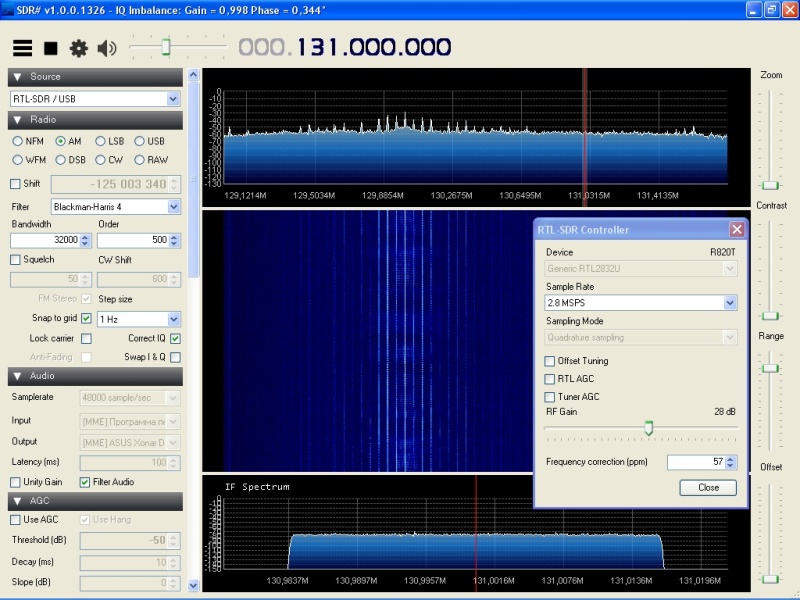 SDR# v1.0.0.1326 - IQ Imbalance: Gain = 0,998 Phase = 0,344°
000.131.000.000
Source
RTL-SDR / USB
Radio
NFM AM LSB USB
WFM DSB CW RAW
Shift -125 003 340
Filter Blackman-Harris 4
Bandwidth Order
32000 500
Squelch CW Shift
50 600
FM Stereo Step size
Snap to grid 1 Hz
Lock carrier Correct IQ
Anti-Fading Swap I & Q
Audio
Samplerate 48000 sample/sec
Input [MME] Программа
Output [MME] ASUS Xonar D
Latency (ms) 100
Unity Gain Filter Audio
AGC
Use AGC Use Hang
Threshold (dB) -50
Decay (ms) 10
Slope (dB) 0
0
-10
-20
-30
-40
-50
-60
-70
-80
-90
-100
-110
-120
-130
129,1214M 129,5034M 129,8854M 130,2675M 130,6495M 131,0315M 131,4135M
RTL-SDR Controller
Device R820T
Generic RTL2832U
Sample Rate
2.8 MSPS
Sampling Mode
Quadrature sampling
Offset Tuning
RTL AGC
Tuner AGC
RF Gain 28 dB
Frequency correction (ppm) 57
Close
IF Spectrum
-150
130,9837M 130,9897M 130,9957M 131,0016M 131,0076M 131,0136M 131,0196M
Zoom
Contrast
Range
Offset